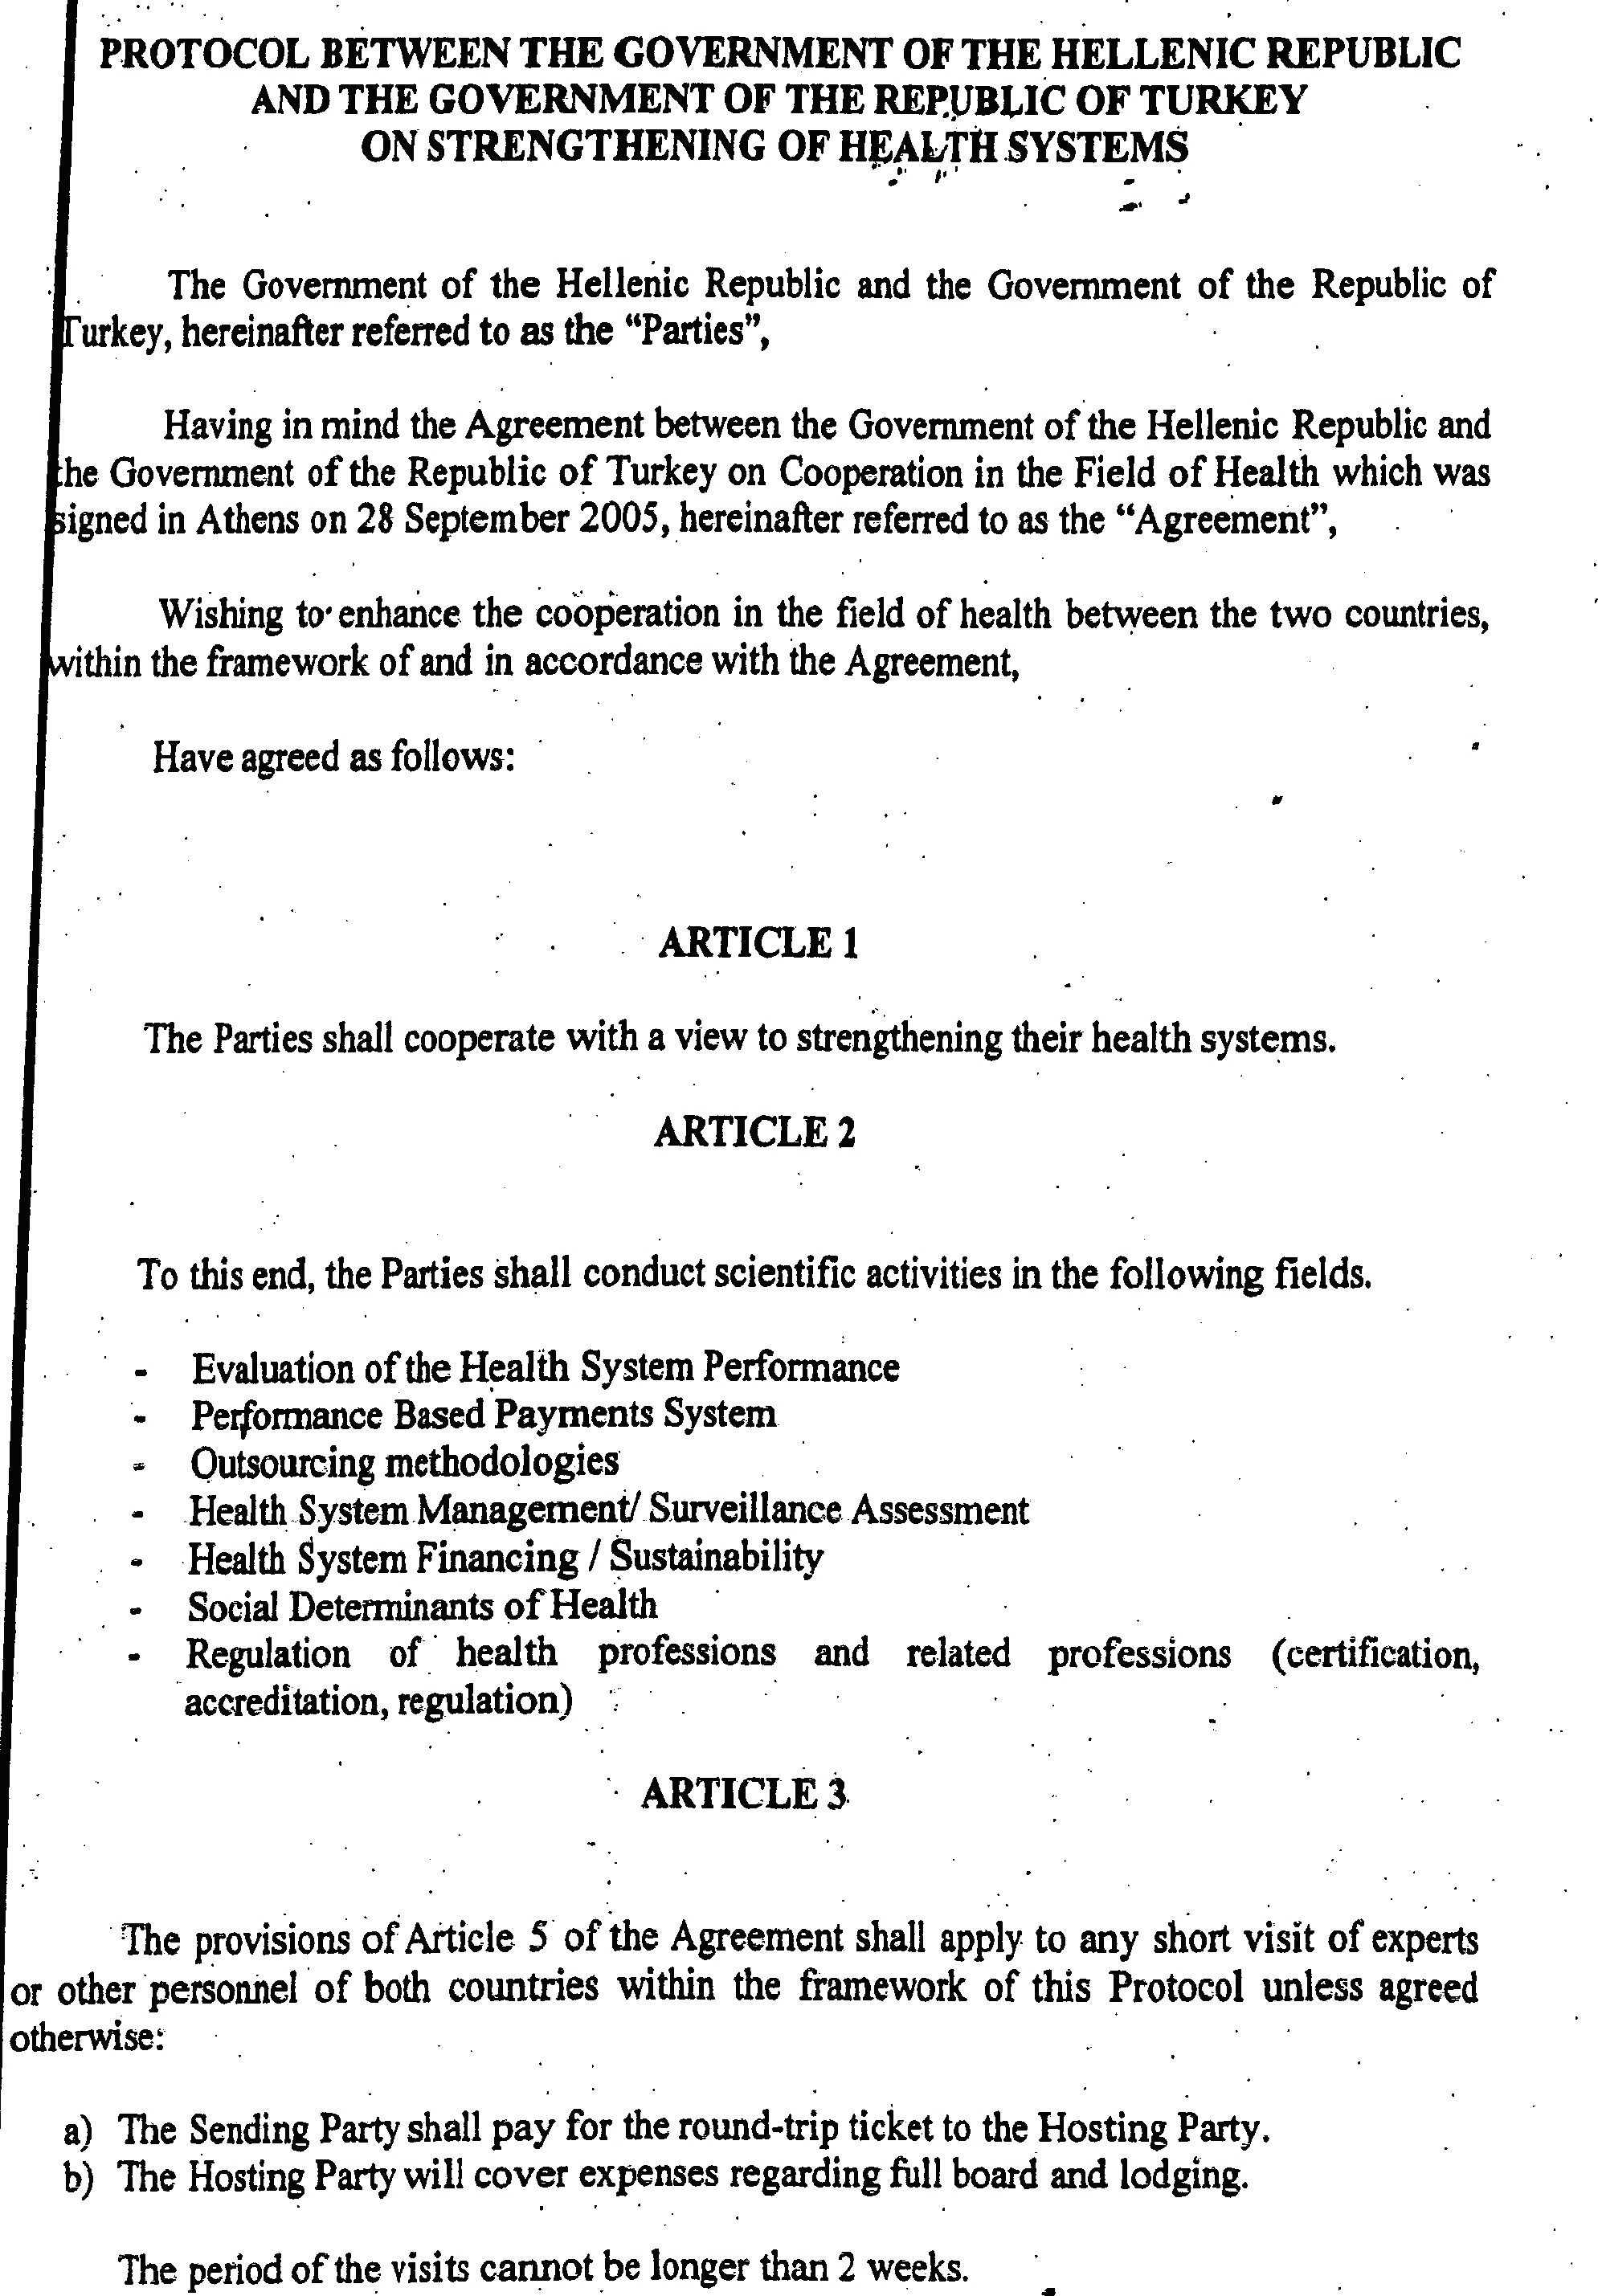 PROTOCOL BETWEEN THE GOVERNMENT OF THE HELLENIC REPUBLIC
AND THE GOVERNMENT OF THE REPUBLIC OF TURKEY
ON STRENGTHENING OF HEALTH SYSTEMS
The Government of the Hellenic Republic and the Government of the Republic of
Turkey, hereinafter referred to as the “Parties”,
Having in mind the Agreement between the Government of the Hellenic Republic and
the Government of the Republic of Turkey on Cooperation in the Field of Health which was
signed in Athens on 28 September 2005, hereinafter referred to as the “Agreement”,
Wishing to enhance the cooperation in the field of health between the two countries,
within the framework of and in accordance with the Agreement,
Have agreed as follows:
ARTICLE 1
The Parties shall cooperate with a view to strengthening their health systems.
ARTICLE 2
To this end, the Parties shall conduct scientific activities in the following fields.
- Evaluation of the Health System Performance
- Performance Based Payments System
- Outsourcing methodologies
- Health System Management/ Surveillance Assessment
- Health System Financing / Sustainability
- Social Determinants of Health
- Regulation of health professions and related professions (certification,
accreditation, regulation)
ARTICLE 3
The provisions of Article 5 of the Agreement shall apply to any short visit of experts
or other personnel of both countries within the framework of this Protocol unless agreed
otherwise:
a) The Sending Party shall pay for the round-trip ticket to the Hosting Party.
b) The Hosting Party will cover expenses regarding full board and lodging.
The period of the visits cannot be longer than 2 weeks.